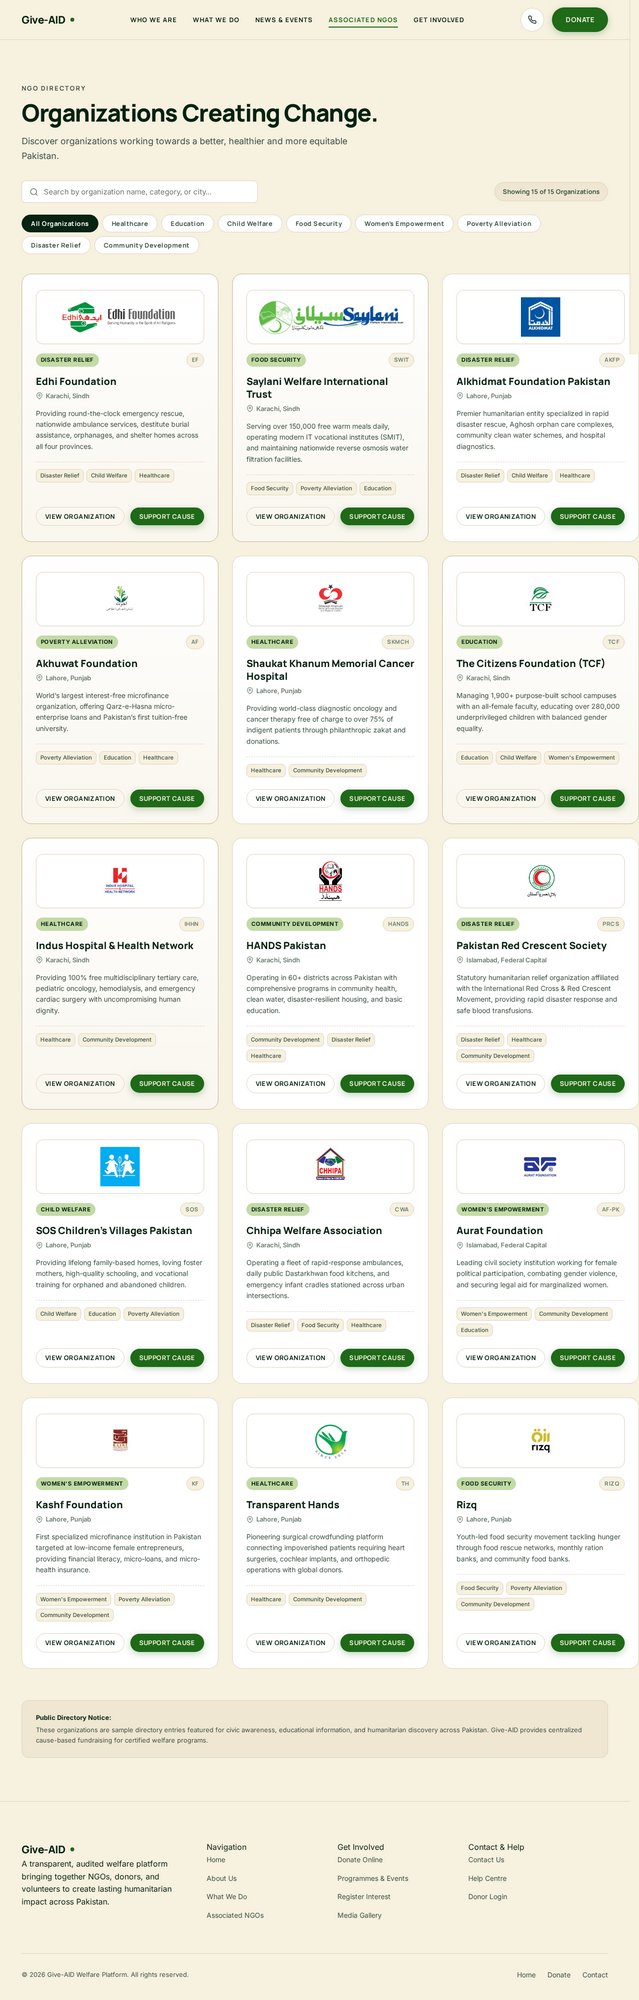 Give-AID
WHO WE ARE
WHAT WE DO
NEWS & EVENTS
ASSOCIATED NGOS
GET INVOLVED
DONATE
NGO DIRECTORY
Organizations Creating Change.
Discover organizations working towards a better, healthier and more equitable
Pakistan.
Search by organization name, category, or city...
Showing 15 of 15 Organizations
All Organizations
Healthcare
Education
Child Welfare
Food Security
Women's Empowerment
Poverty Alleviation
Disaster Relief
Community Development
Edhi Foundation
Saylani
ALKHIDMAT
DISASTER RELIEF
EF
Edhi Foundation
Karachi, Sindh
Providing round-the-clock emergency rescue,
nationwide ambulance services, destitute burial
assistance, orphanages, and shelter homes across
all four provinces.
Disaster Relief
Child Welfare
Healthcare
VIEW ORGANIZATION
SUPPORT CAUSE
FOOD SECURITY
SWIT
Saylani Welfare International
Trust
Karachi, Sindh
Serving over 150,000 free warm meals daily,
operating modern IT vocational institutes (SMIT),
and maintaining nationwide reverse osmosis water
filtration facilities.
Food Security
Poverty Alleviation
Education
VIEW ORGANIZATION
SUPPORT CAUSE
DISASTER RELIEF
AKFP
Alkhidmat Foundation Pakistan
Lahore, Punjab
Premier humanitarian entity specialized in rapid
disaster rescue, Aghosh orphan care complexes,
community clean water schemes, and hospital
diagnostics.
Disaster Relief
Child Welfare
Healthcare
VIEW ORGANIZATION
SUPPORT CAUSE
POVERTY ALLEVIATION
AF
Akhuwat Foundation
Lahore, Punjab
World's largest interest-free microfinance
organization, offering Qarz-e-Hasna micro-
enterprise loans and Pakistan's first tuition-free
university.
Poverty Alleviation
Education
Healthcare
VIEW ORGANIZATION
SUPPORT CAUSE
HEALTHCARE
SKMCH
Shaukat Khanum Memorial Cancer
Hospital
Lahore, Punjab
Providing world-class diagnostic oncology and
cancer therapy free of charge to over 75% of
indigent patients through philanthropic zakat and
donations.
Healthcare
Community Development
VIEW ORGANIZATION
SUPPORT CAUSE
TCF
EDUCATION
TCF
The Citizens Foundation (TCF)
Karachi, Sindh
Managing 1,900+ purpose-built school campuses
with an all-female faculty, educating over 280,000
underprivileged children with balanced gender
equality.
Education
Child Welfare
Women's Empowerment
VIEW ORGANIZATION
SUPPORT CAUSE
INDUS HOSPITAL &
HEALTH NETWORK
HEALTHCARE
IHHN
Indus Hospital & Health Network
Karachi, Sindh
Providing 100% free multidisciplinary tertiary care,
pediatric oncology, hemodialysis, and emergency
cardiac surgery with uncompromising human
dignity.
Healthcare
Community Development
VIEW ORGANIZATION
SUPPORT CAUSE
HANDS
COMMUNITY DEVELOPMENT
HANDS
HANDS Pakistan
Karachi, Sindh
Operating in 60+ districts across Pakistan with
comprehensive programs in community health,
clean water, disaster-resilient housing, and basic
education.
Community Development
Disaster Relief
Healthcare
VIEW ORGANIZATION
SUPPORT CAUSE
DISASTER RELIEF
PRCS
Pakistan Red Crescent Society
Islamabad, Federal Capital
Statutory humanitarian relief organization affiliated
with the International Red Cross & Red Crescent
Movement, providing rapid disaster response and
safe blood transfusions.
Disaster Relief
Healthcare
Community Development
VIEW ORGANIZATION
SUPPORT CAUSE
CHILD WELFARE
SOS
SOS Children's Villages Pakistan
Lahore, Punjab
Providing lifelong family-based homes, loving foster
mothers, high-quality schooling, and vocational
training for orphaned and abandoned children.
Child Welfare
Education
Poverty Alleviation
VIEW ORGANIZATION
SUPPORT CAUSE
CHHIPA
DISASTER RELIEF
CWA
Chhipa Welfare Association
Karachi, Sindh
Operating a fleet of rapid-response ambulances,
daily public Dastarkhwan food kitchens, and
emergency infant cradles stationed across urban
intersections.
Disaster Relief
Food Security
Healthcare
VIEW ORGANIZATION
SUPPORT CAUSE
AURAT FOUNDATION
WOMEN'S EMPOWERMENT
AF-PK
Aurat Foundation
Islamabad, Federal Capital
Leading civil society institution working for female
political participation, combating gender violence,
and securing legal aid for marginalized women.
Women's Empowerment
Community Development
Education
VIEW ORGANIZATION
SUPPORT CAUSE
WOMEN'S EMPOWERMENT
KF
Kashf Foundation
Lahore, Punjab
First specialized microfinance institution in Pakistan
targeted at low-income female entrepreneurs,
providing financial literacy, micro-loans, and micro-
health insurance.
Women's Empowerment
Poverty Alleviation
Community Development
VIEW ORGANIZATION
SUPPORT CAUSE
HEALTHCARE
TH
Transparent Hands
Lahore, Punjab
Pioneering surgical crowdfunding platform
connecting impoverished patients requiring heart
surgeries, cochlear implants, and orthopedic
operations with global donors.
Healthcare
Community Development
VIEW ORGANIZATION
SUPPORT CAUSE
rizq
FOOD SECURITY
RIZQ
Rizq
Lahore, Punjab
Youth-led food security movement tackling hunger
through food rescue networks, monthly ration
banks, and community food banks.
Food Security
Poverty Alleviation
Community Development
VIEW ORGANIZATION
SUPPORT CAUSE
Public Directory Notice:
These organizations are sample directory entries featured for civic awareness, educational information, and humanitarian discovery across Pakistan. Give-AID provides centralized
cause-based fundraising for certified welfare programs.
Give-AID
A transparent, audited welfare platform
bringing together NGOs, donors, and
volunteers to create lasting humanitarian
impact across Pakistan.
Navigation
Home
About Us
What We Do
Associated NGOs
Get Involved
Donate Online
Programmes & Events
Register Interest
Media Gallery
Contact & Help
Contact Us
Help Centre
Donor Login
© 2026 Give-AID Welfare Platform. All rights reserved.
Home
Donate
Contact